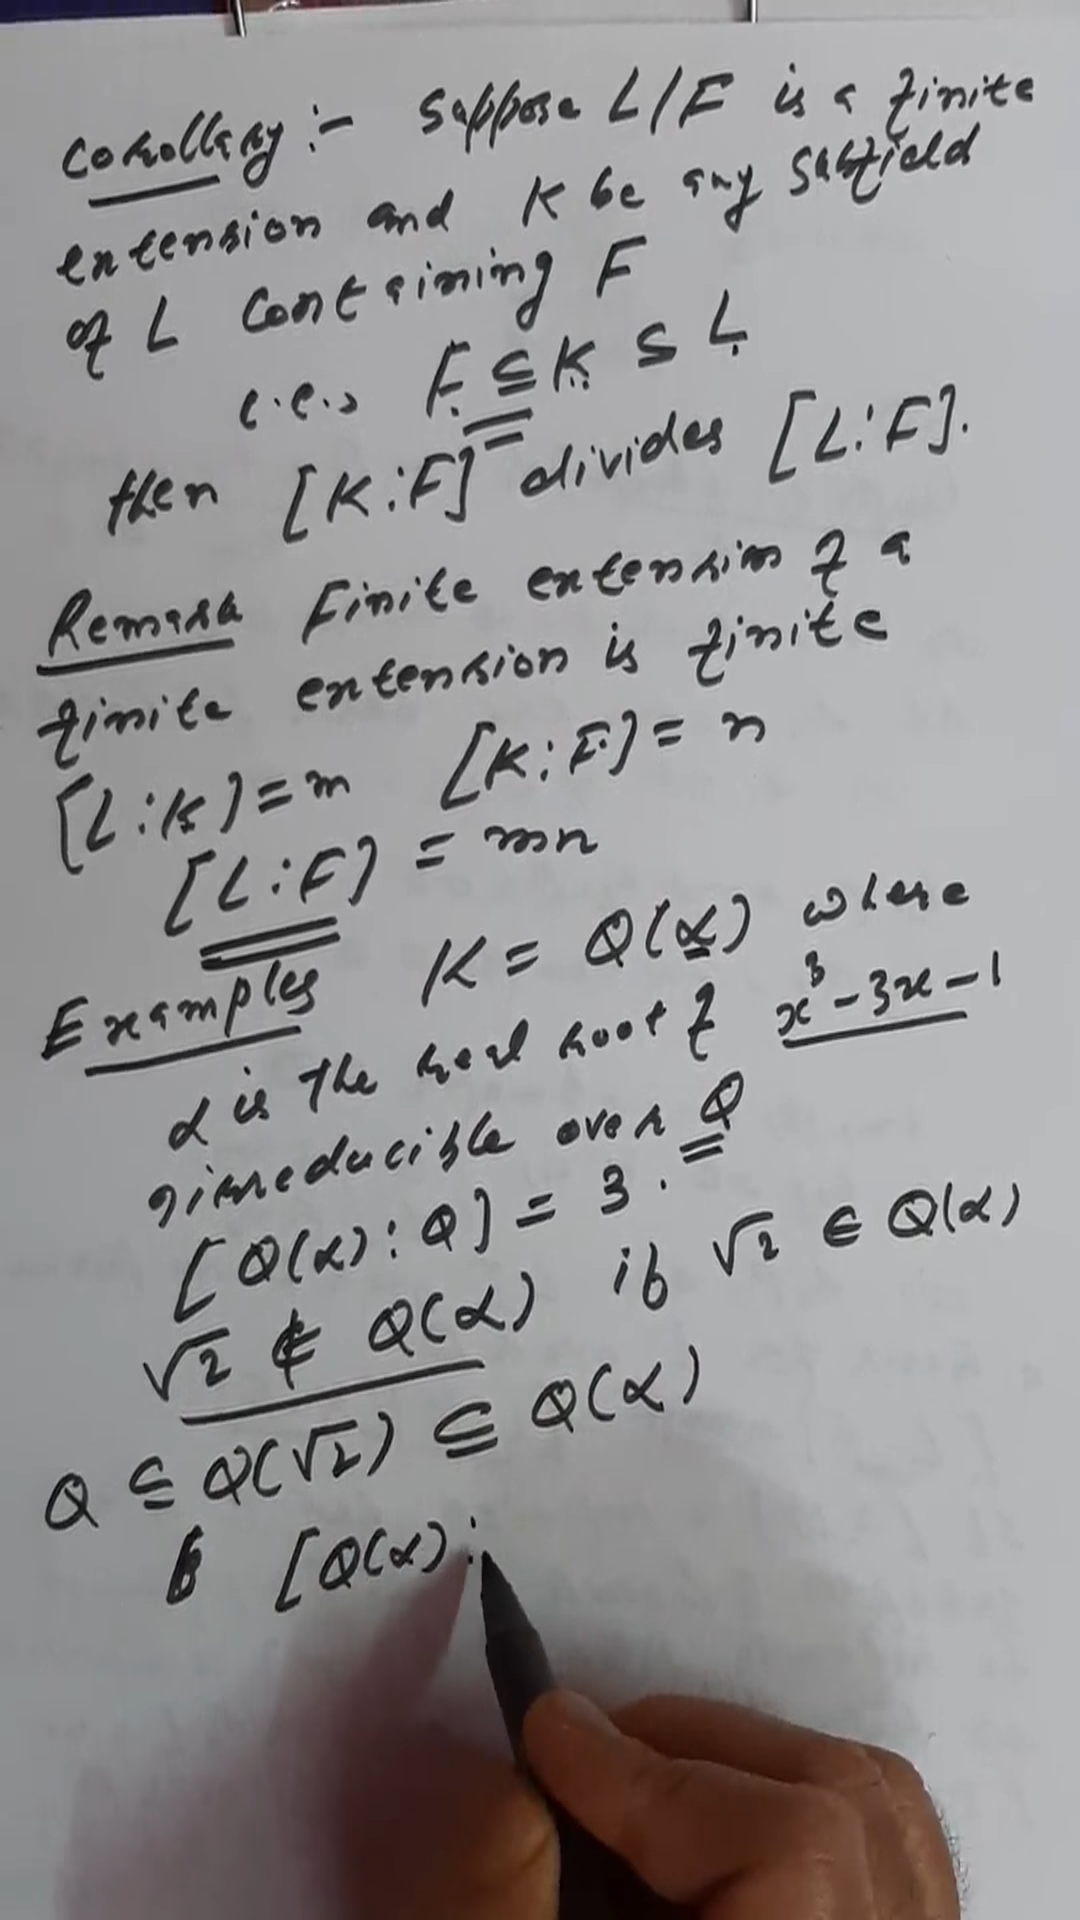 Corollary :- Suppose L/F is a finite
extension and K be any subfield
of L containing F
i.e., F ⊆ K ⊆ L
then [K:F] divides [L:F].
Remark Finite extension of a
finite extension is finite
[L:K]=m [K:F]=n
[L:F] = mn
Examples K = Q(α) where
α is the real root of x³-3x-1
irreducible over Q
[Q(α):Q] = 3.
√2 ∉ Q(α) if √2 ∈ Q(α)
Q ⊆ Q(√2) ⊆ Q(α)
[Q(α):